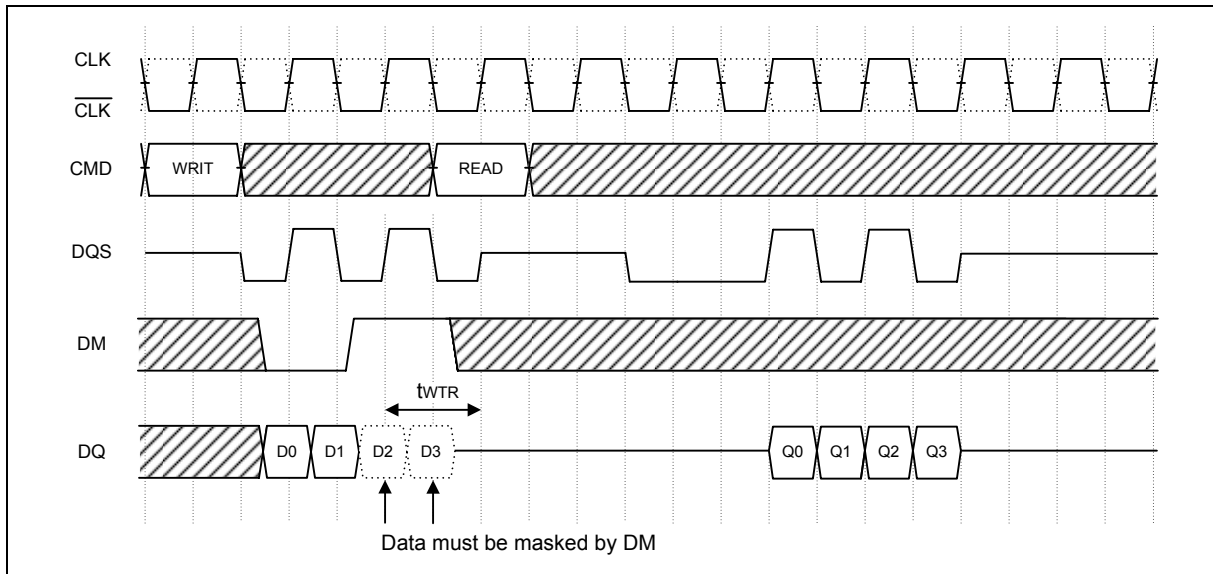 CLK
CLK
CMD WRIT READ
DQS
DM
tWTR
DQ D0 D1 D2 D3 Q0 Q1 Q2 Q3
Data must be masked by DM